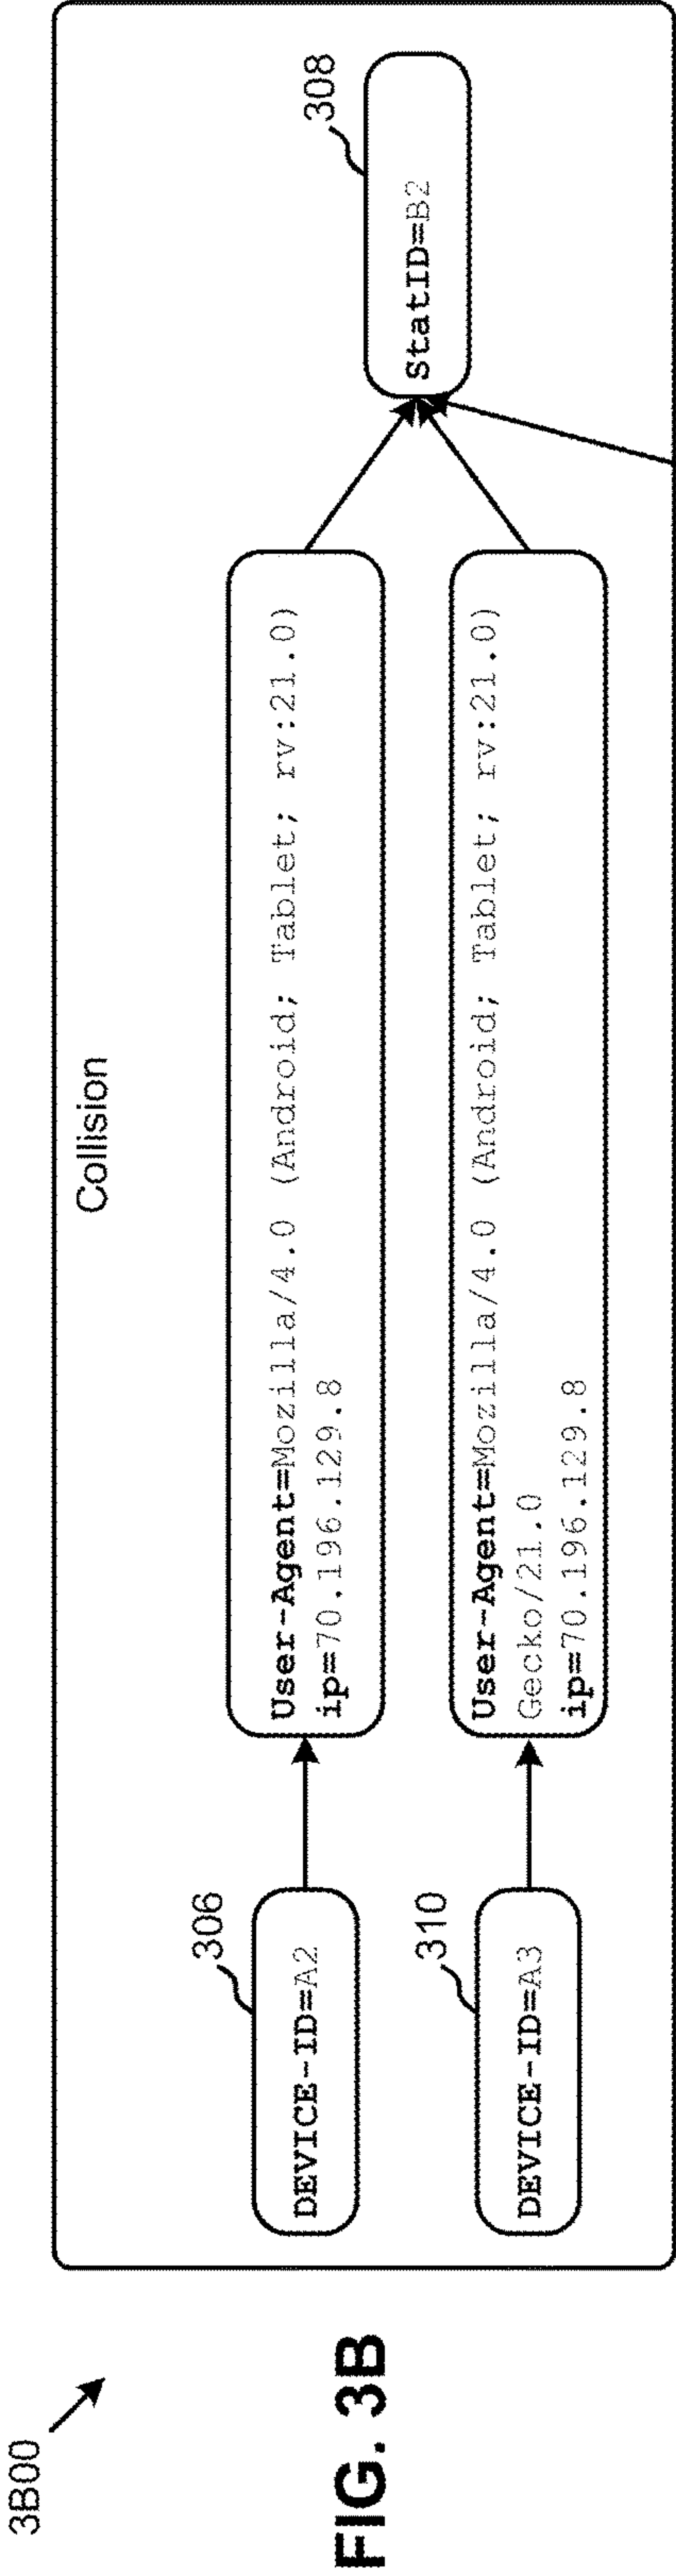 3B00
Collision
306
DEVICE-ID=A2
User-Agent=Mozilla/4.0 (Android; Tablet; rv:21.0)
ip=70.196.129.8
308
StatID=B2
310
DEVICE-ID=A3
User-Agent=Mozilla/4.0 (Android; Tablet; rv:21.0)
Gecko/21.0
ip=70.196.129.8
FIG. 3B